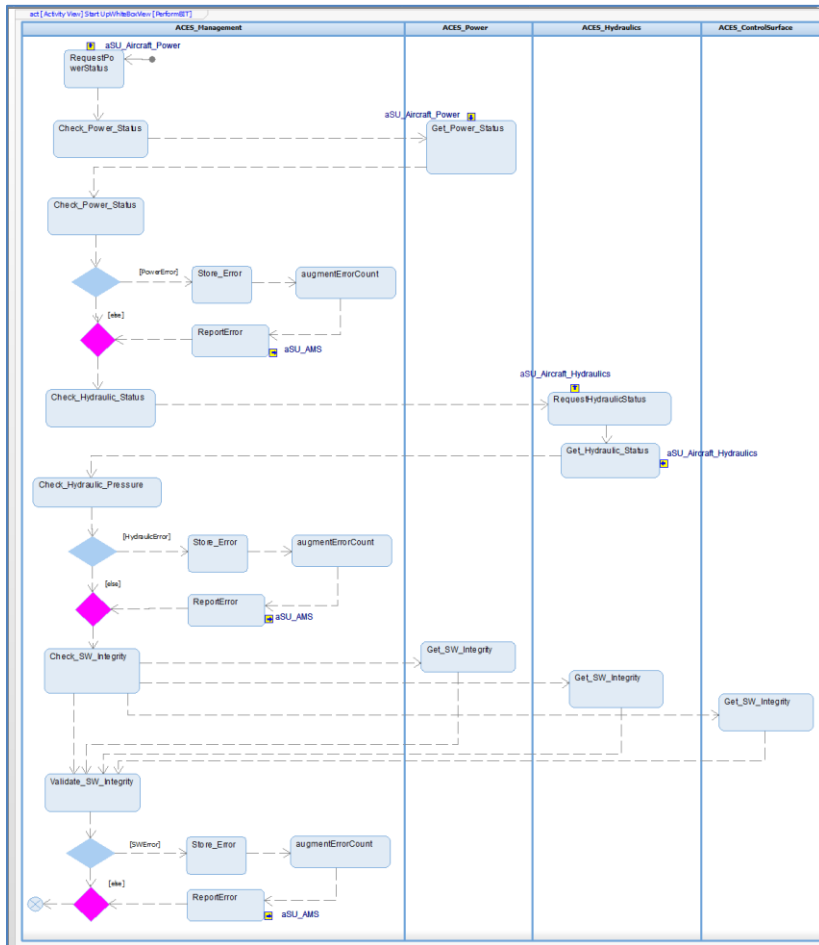 act [ Activity View] Start UpWhiteBoxView [ PerformBIT]
ACES_Management
ACES_Power
ACES_Hydraulics
ACES_ControlSurface
aSU_Aircraft_Power
RequestPo
werStatus
aSU_Aircraft_Power
Check_Power_Status
Get_Power_Status
Check_Power_Status
[PowerError]
Store_Error
augmentErrorCount
[else]
ReportError
aSU_AMS
aSU_Aircraft_Hydraulics
Check_Hydraulic_Status
RequestHydraulicStatus
Get_Hydraulic_Status
aSU_Aircraft_Hydraulics
Check_Hydraulic_Pressure
[HydraulicError]
Store_Error
augmentErrorCount
[else]
ReportError
aSU_AMS
Check_SW_Integrity
Get_SW_Integrity
Get_SW_Integrity
Get_SW_Integrity
Validate_SW_Integrity
[SWError]
Store_Error
augmentErrorCount
[else]
ReportError
aSU_AMS